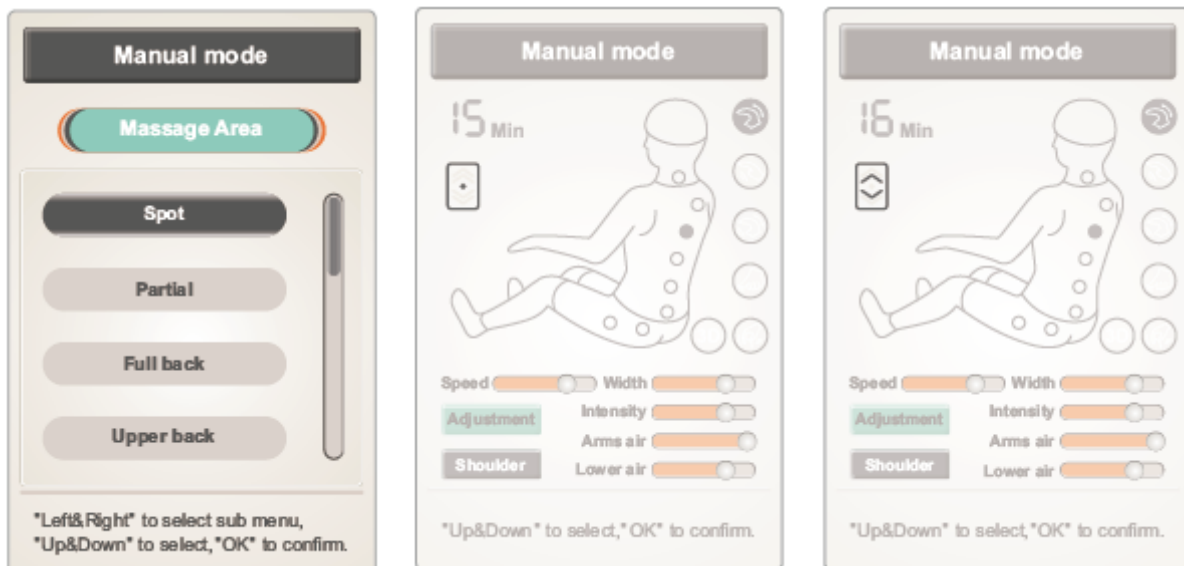 Manual mode
Massage Area
Spot
Partial
Full back
Upper back
"Left&Right" to select sub menu,
"Up&Down" to select, "OK" to confirm.
Manual mode
15 Min
Speed Width
Adjustment Intensity
Arms air
Shoulder Lower air
"Up&Down" to select, "OK" to confirm.
Manual mode
16 Min
Speed Width
Adjustment Intensity
Arms air
Shoulder Lower air
"Up&Down" to select, "OK" to confirm.